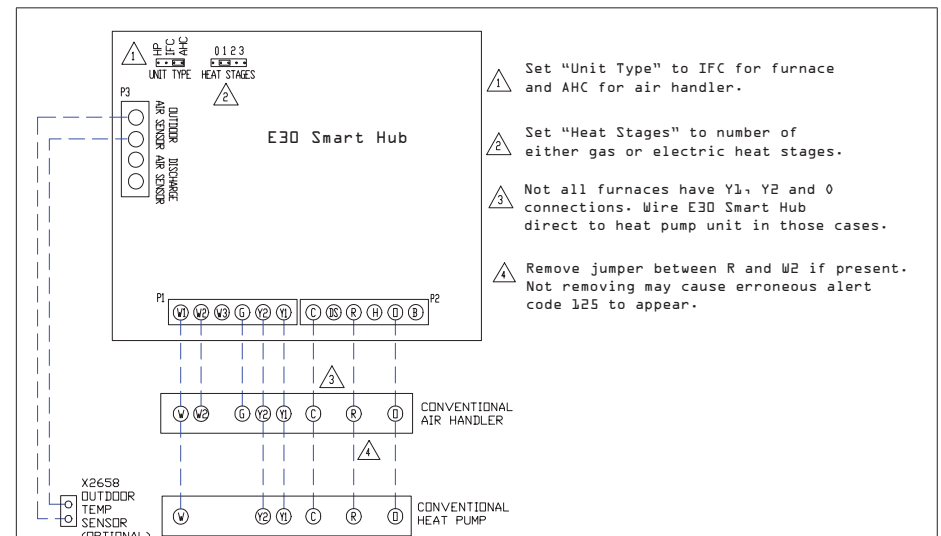 HP
IFC
AHC
UNIT TYPE
0 1 2 3
HEAT STAGES
1
2
P3
OUTDOOR
AIR SENSOR
DISCHARGE
AIR SENSOR
E30 Smart Hub
P1
W1 W2 W3 G Y2 Y1
C DS R H O B
P2
1 Set “Unit Type” to IFC for furnace
and AHC for air handler.
2 Set “Heat Stages” to number of
either gas or electric heat stages.
3 Not all furnaces have Y1, Y2 and O
connections. Wire E30 Smart Hub
direct to heat pump unit in those cases.
4 Remove jumper between R and W2 if present.
Not removing may cause erroneous alert
code 125 to appear.
3
W W2 G Y2 Y1 C R O
CONVENTIONAL
AIR HANDLER
4
X2658
OUTDOOR
TEMP
SENSOR
(OPTIONAL)
W Y2 Y1 C R O
CONVENTIONAL
HEAT PUMP